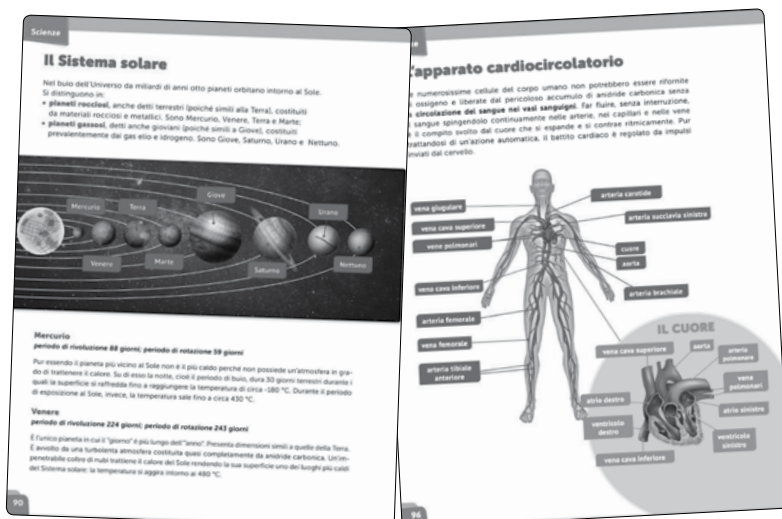 Scienze
Il Sistema solare
Nel buio dell'Universo da miliardi di anni otto pianeti orbitano intorno al Sole.
Si distinguono in:
• pianeti rocciosi, anche detti terrestri (poiché simili alla Terra), costituiti
da materiali rocciosi e metallici. Sono Mercurio, Venere, Terra e Marte;
• pianeti gassosi, detti anche gioviani (poiché simili a Giove), costituiti
prevalentemente dai gas elio e idrogeno. Sono Giove, Saturno, Urano e Nettuno.
Mercurio
Terra
Giove
Urano
Venere
Marte
Saturno
Nettuno
Mercurio
periodo di rivoluzione 88 giorni; periodo di rotazione 59 giorni
Pur essendo il pianeta più vicino al Sole non è il più caldo perché non possiede un'atmosfera in gra-
do di trattenere il calore. Su di esso la notte, cioè il periodo di buio, dura 30 giorni terrestri durante i
quali la superficie si raffredda fino a raggiungere la temperatura di circa -180 °C. Durante il periodo
di esposizione al Sole, invece, la temperatura sale fino a circa 430 °C.
Venere
periodo di rivoluzione 224 giorni; periodo di rotazione 243 giorni
È l'unico pianeta in cui il "giorno" è più lungo dell'"anno". Presenta dimensioni simili a quelle della Terra.
È avvolto da una turbolenta atmosfera costituita quasi completamente da anidride carbonica. Un'im-
penetrabile coltre di nubi trattiene il calore del Sole rendendo la sua superficie uno dei luoghi più caldi
del Sistema solare: la temperatura si aggira intorno ai 480 °C.
90
L'apparato cardiocircolatorio
e numerosissime cellule del corpo umano non potrebbero essere rifornite
ossigeno e liberate dal pericoloso accumulo di anidride carbonica senza
circolazione del sangue nei vasi sanguigni. Far fluire, senza interruzione,
sangue spingendolo continuamente nelle arterie, nei capillari e nelle vene
è il compito svolto dal cuore che si espande e si contrae ritmicamente. Pur
trattandosi di un'azione automatica, il battito cardiaco è regolato da impulsi
inviati dal cervello.
vena giugulare
arteria carotide
vena cava superiore
arteria succlavia sinistra
vene polmonari
cuore
aorta
vena cava inferiore
arteria brachiale
arteria femorale
vena femorale
arteria tibiale
anteriore
IL CUORE
vena cava superiore
aorta
arteria
polmonare
vena
polmonari
atrio destro
atrio sinistro
ventricolo
destro
ventricolo
sinistro
vena cava inferiore
96